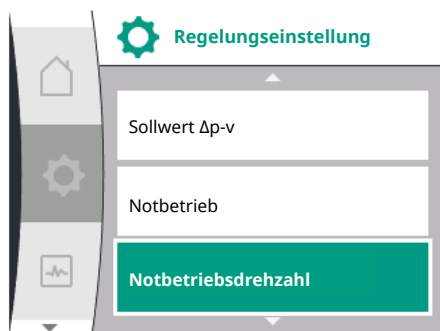 Regelungseinstellung
Sollwert Δp-v
Notbetrieb
Notbetriebsdrehzahl